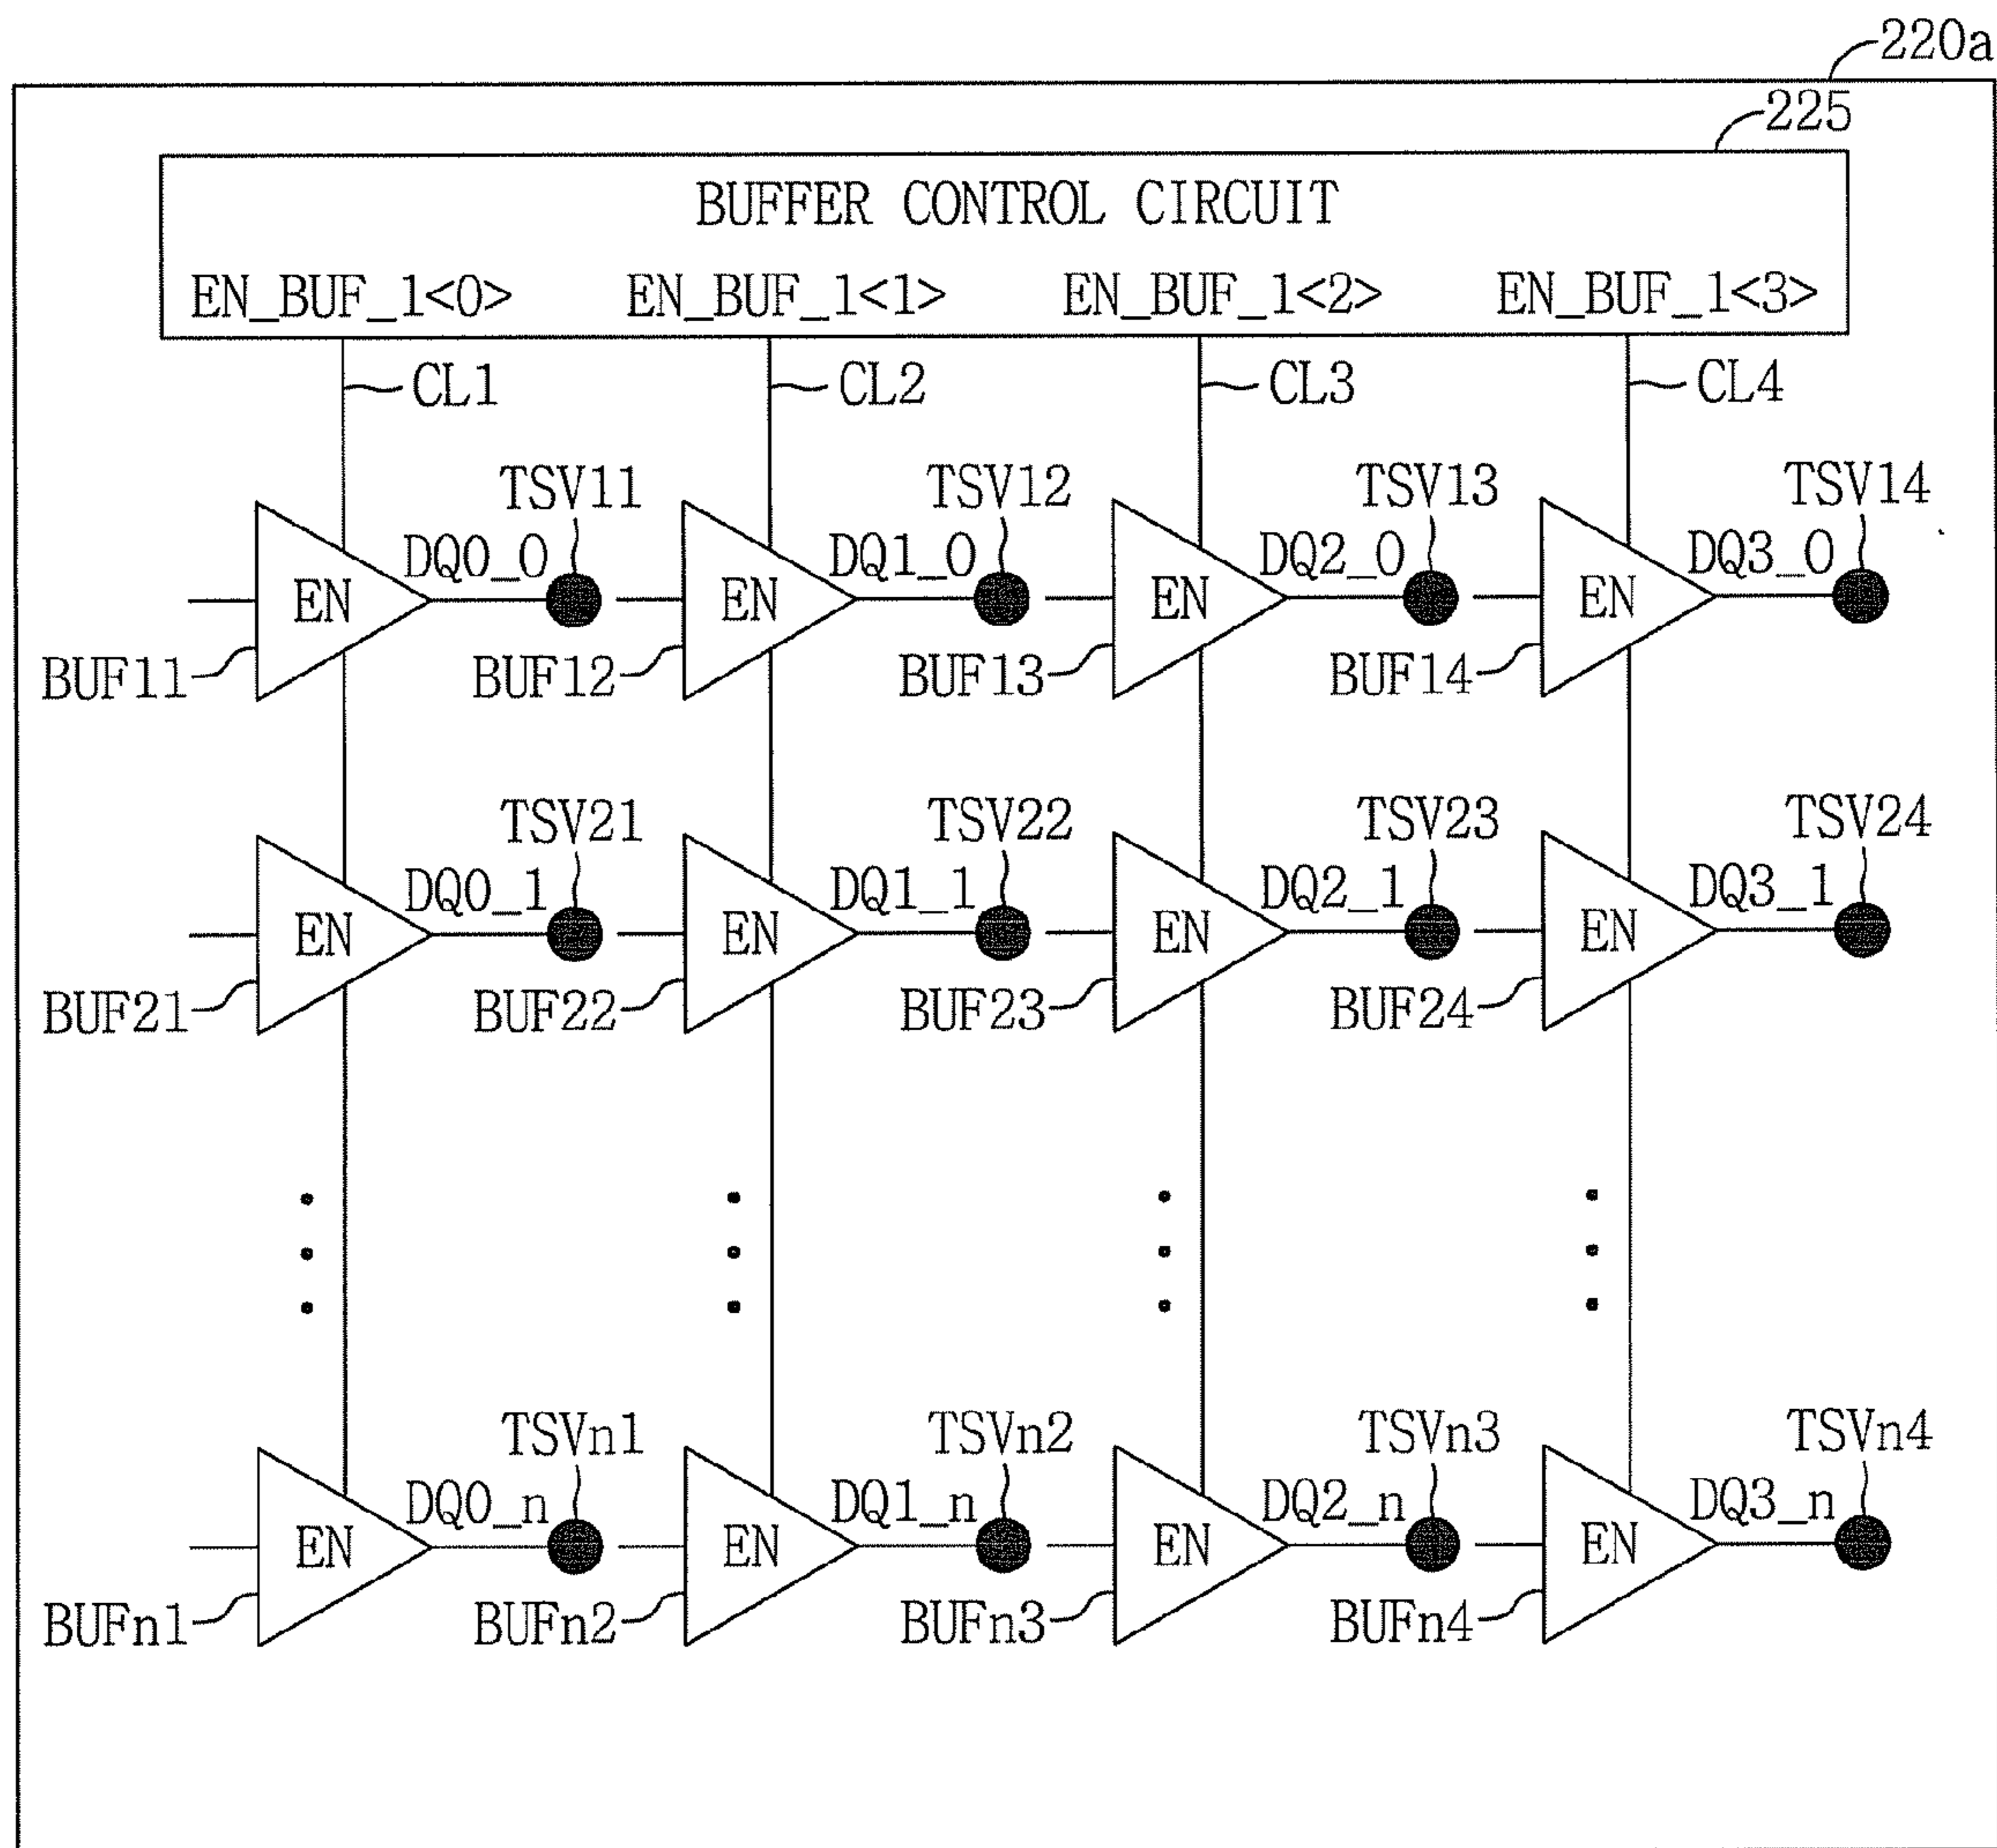 220a
225
BUFFER CONTROL CIRCUIT
EN_BUF_1<0> EN_BUF_1<1> EN_BUF_1<2> EN_BUF_1<3>
CL1 CL2 CL3 CL4
TSV11 TSV12 TSV13 TSV14
DQ0_0 DQ1_0 DQ2_0 DQ3_0
EN EN EN EN
BUF11 BUF12 BUF13 BUF14
TSV21 TSV22 TSV23 TSV24
DQ0_1 DQ1_1 DQ2_1 DQ3_1
EN EN EN EN
BUF21 BUF22 BUF23 BUF24
TSVn1 TSVn2 TSVn3 TSVn4
DQ0_n DQ1_n DQ2_n DQ3_n
EN EN EN EN
BUFn1 BUFn2 BUFn3 BUFn4